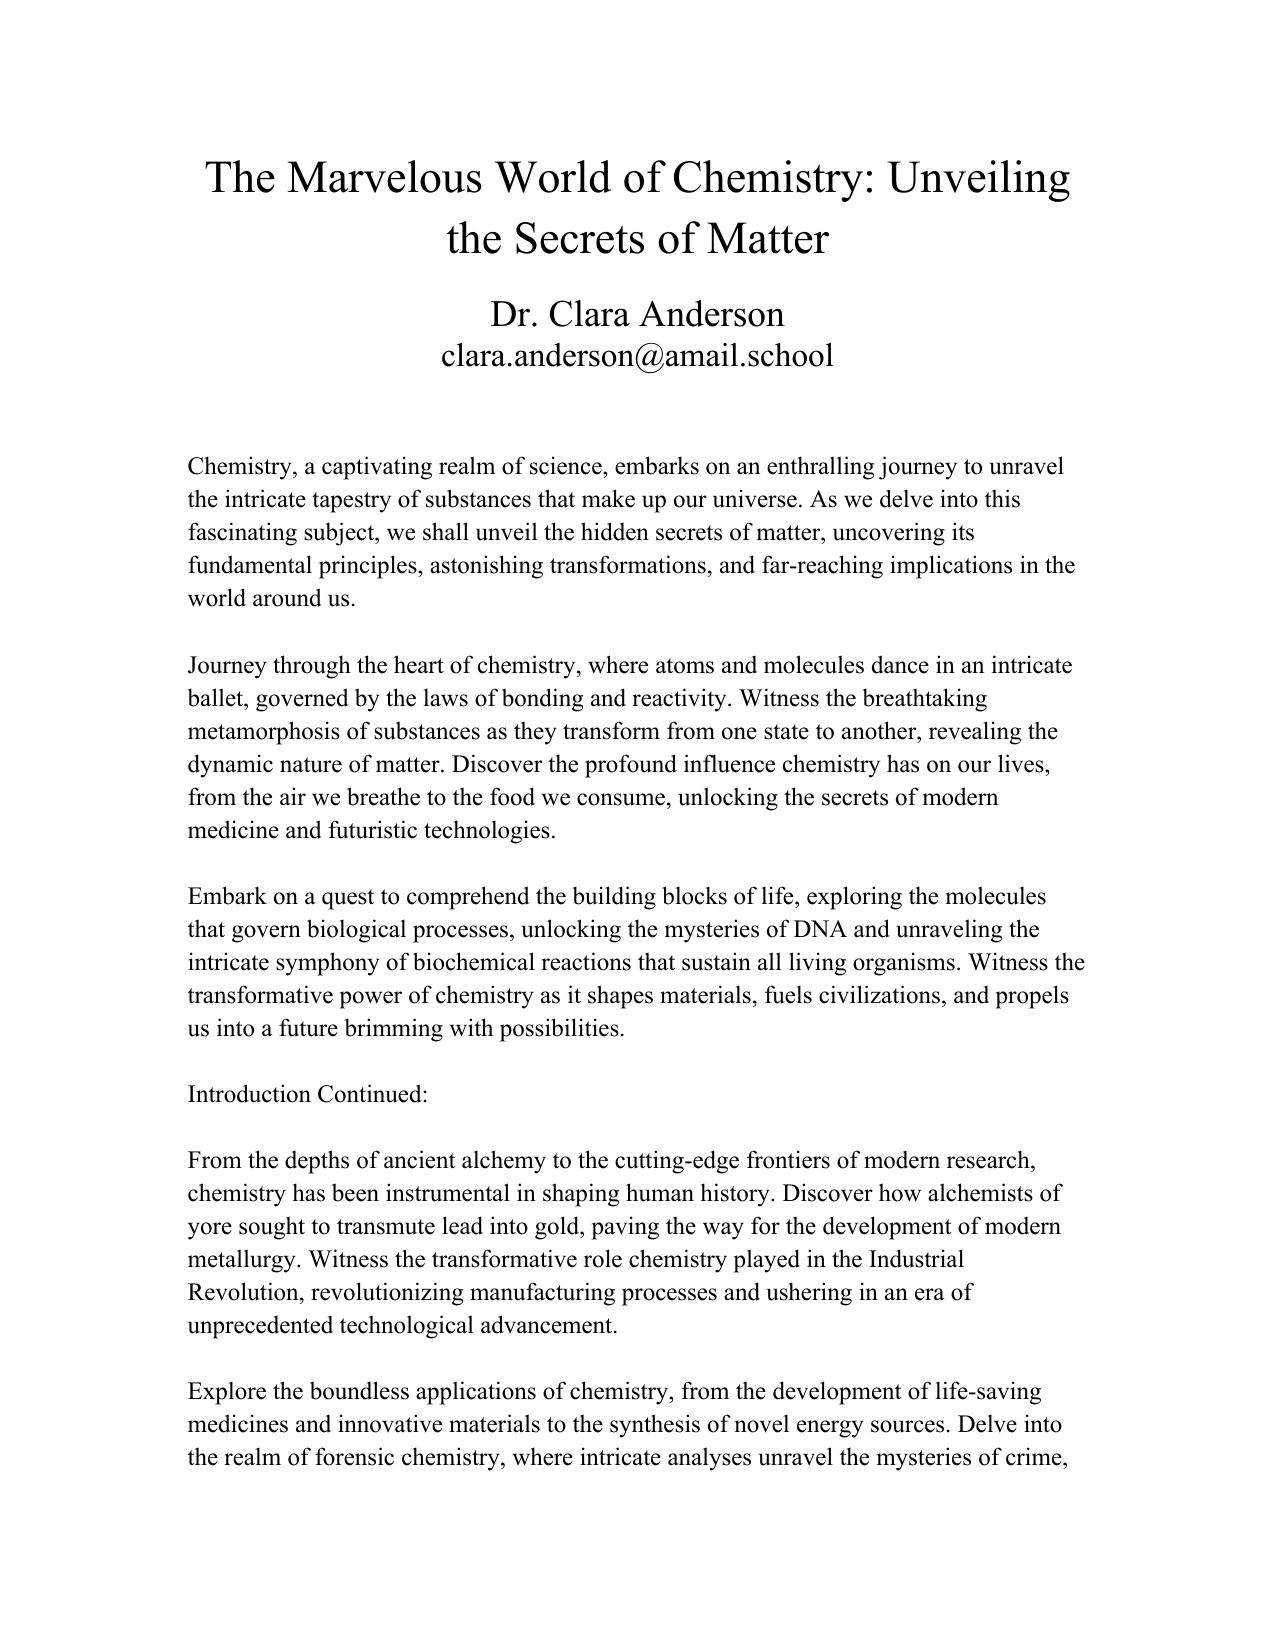 The Marvelous World of Chemistry: Unveiling
the Secrets of Matter
Dr. Clara Anderson
clara.anderson@amail.school
Chemistry, a captivating realm of science, embarks on an enthralling journey to unravel
the intricate tapestry of substances that make up our universe. As we delve into this
fascinating subject, we shall unveil the hidden secrets of matter, uncovering its
fundamental principles, astonishing transformations, and far-reaching implications in the
world around us.
Journey through the heart of chemistry, where atoms and molecules dance in an intricate
ballet, governed by the laws of bonding and reactivity. Witness the breathtaking
metamorphosis of substances as they transform from one state to another, revealing the
dynamic nature of matter. Discover the profound influence chemistry has on our lives,
from the air we breathe to the food we consume, unlocking the secrets of modern
medicine and futuristic technologies.
Embark on a quest to comprehend the building blocks of life, exploring the molecules
that govern biological processes, unlocking the mysteries of DNA and unraveling the
intricate symphony of biochemical reactions that sustain all living organisms. Witness the
transformative power of chemistry as it shapes materials, fuels civilizations, and propels
us into a future brimming with possibilities.
Introduction Continued:
From the depths of ancient alchemy to the cutting-edge frontiers of modern research,
chemistry has been instrumental in shaping human history. Discover how alchemists of
yore sought to transmute lead into gold, paving the way for the development of modern
metallurgy. Witness the transformative role chemistry played in the Industrial
Revolution, revolutionizing manufacturing processes and ushering in an era of
unprecedented technological advancement.
Explore the boundless applications of chemistry, from the development of life-saving
medicines and innovative materials to the synthesis of novel energy sources. Delve into
the realm of forensic chemistry, where intricate analyses unravel the mysteries of crime,